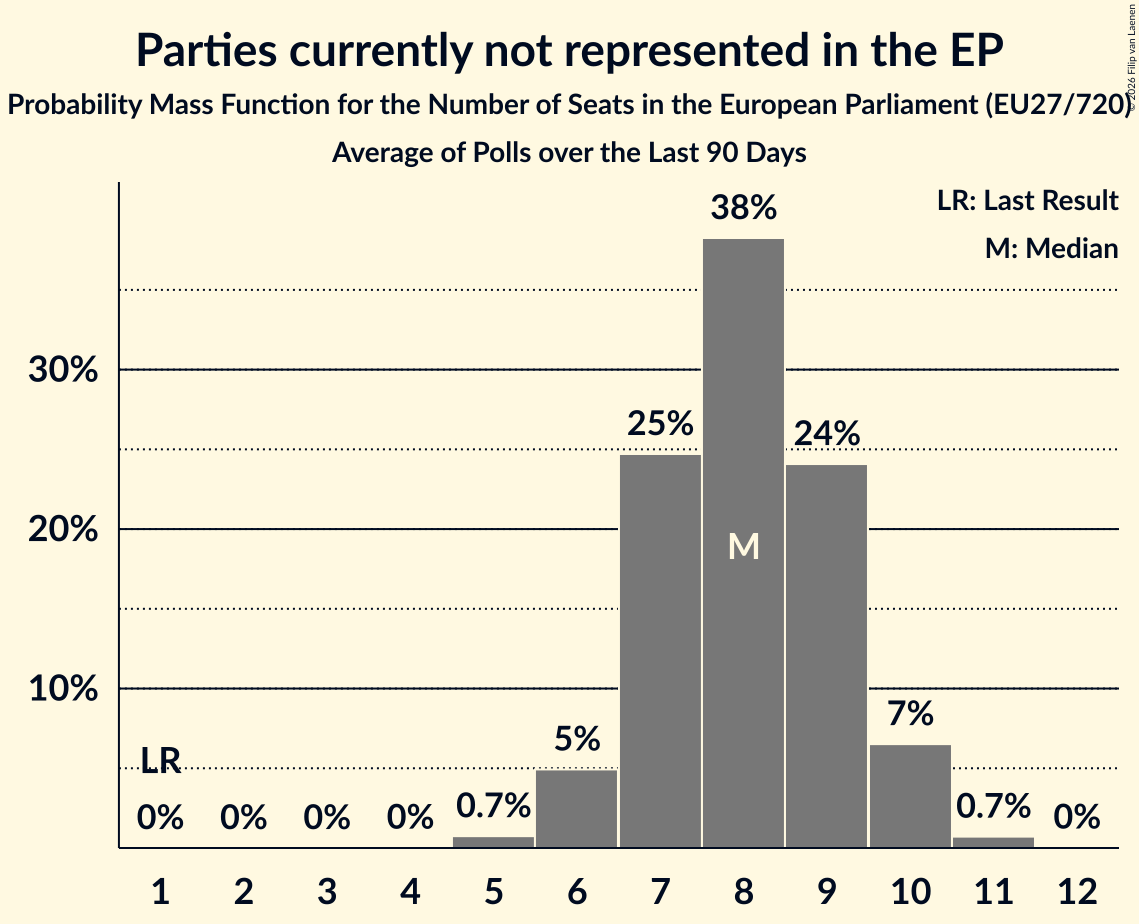 Parties currently not represented in the EP
Probability Mass Function for the Number of Seats in the European Parliament (EU27/720)
Average of Polls over the Last 90 Days
© 2026 Filip van Laenen
LR: Last Result
M: Median
38%
30%
25%
24%
20%
M
10%
7%
5%
LR
0% 0% 0% 0% 0.7% 0.7% 0%
1 2 3 4 5 6 7 8 9 10 11 12